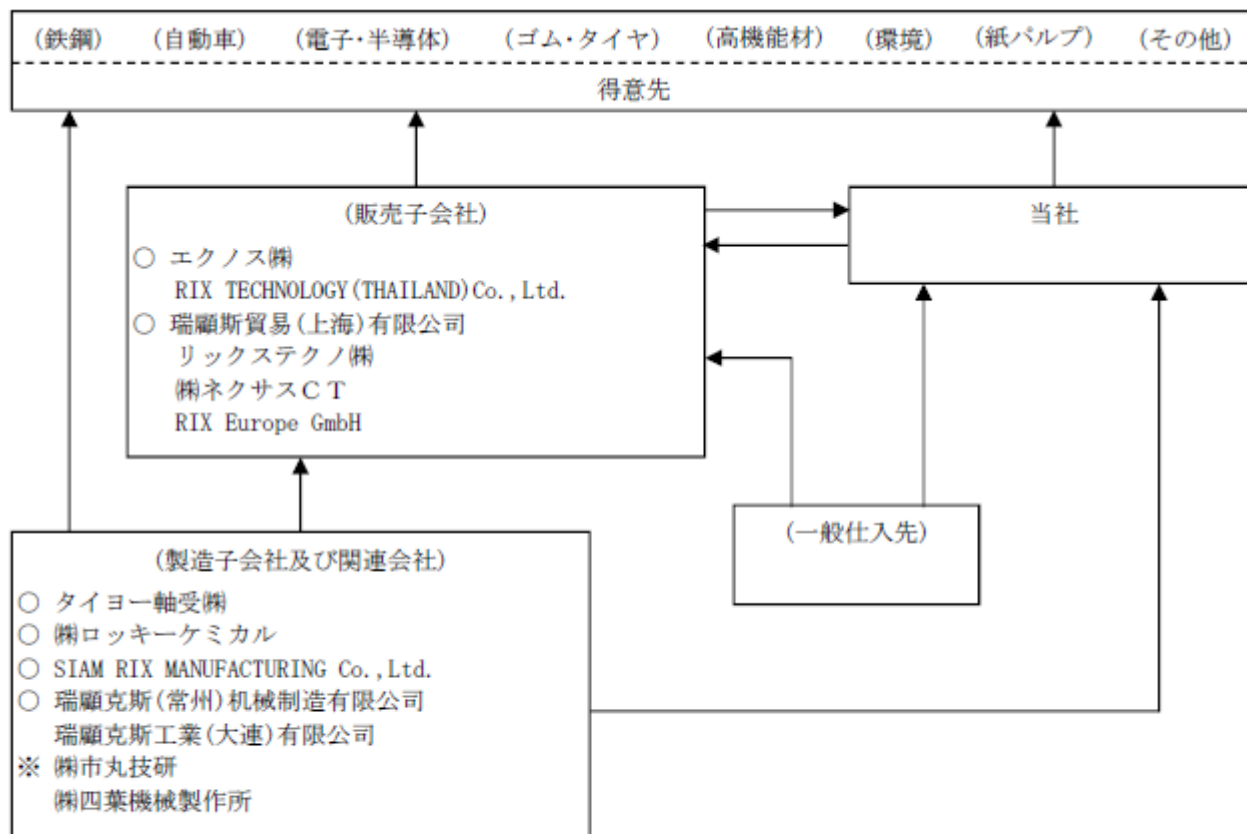 (鉄鋼) (自動車) (電子・半導体) (ゴム・タイヤ) (高機能材) (環境) (紙パルプ) (その他)
得意先
(販売子会社)
○ エクノス㈱
RIX TECHNOLOGY(THAILAND)Co.,Ltd.
○ 瑞顧斯貿易(上海)有限公司
リックステクノ㈱
㈱ネクサスCT
RIX Europe GmbH
当社
(一般仕入先)
(製造子会社及び関連会社)
○ タイヨー軸受㈱
○ ㈱ロッキーケミカル
○ SIAM RIX MANUFACTURING Co.,Ltd.
○ 瑞顧克斯(常州)机械制造有限公司
瑞顧克斯工業(大連)有限公司
※ ㈱市丸技研
㈱四葉機械製作所